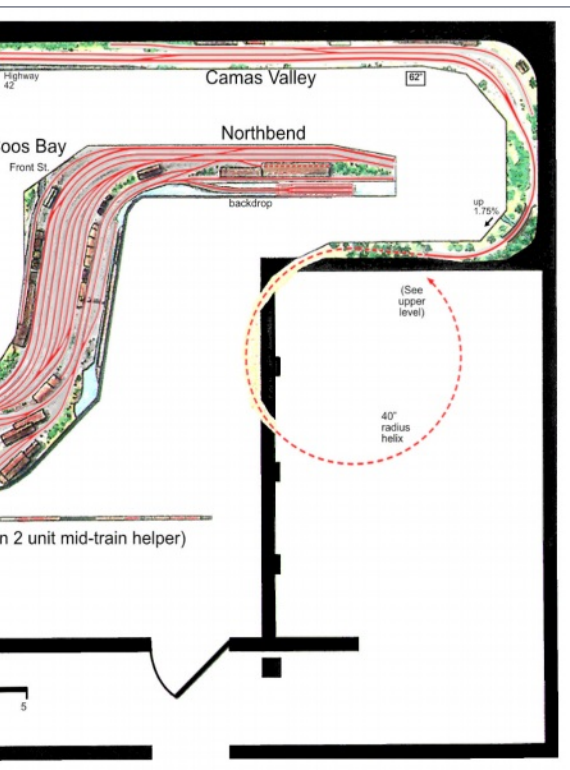 Highway
42'
Camas Valley
62"
Northbend
oos Bay
Front St.
backdrop
up
1.75%
(See
upper
level)
40"
radius
helix
n 2 unit mid-train helper)
5